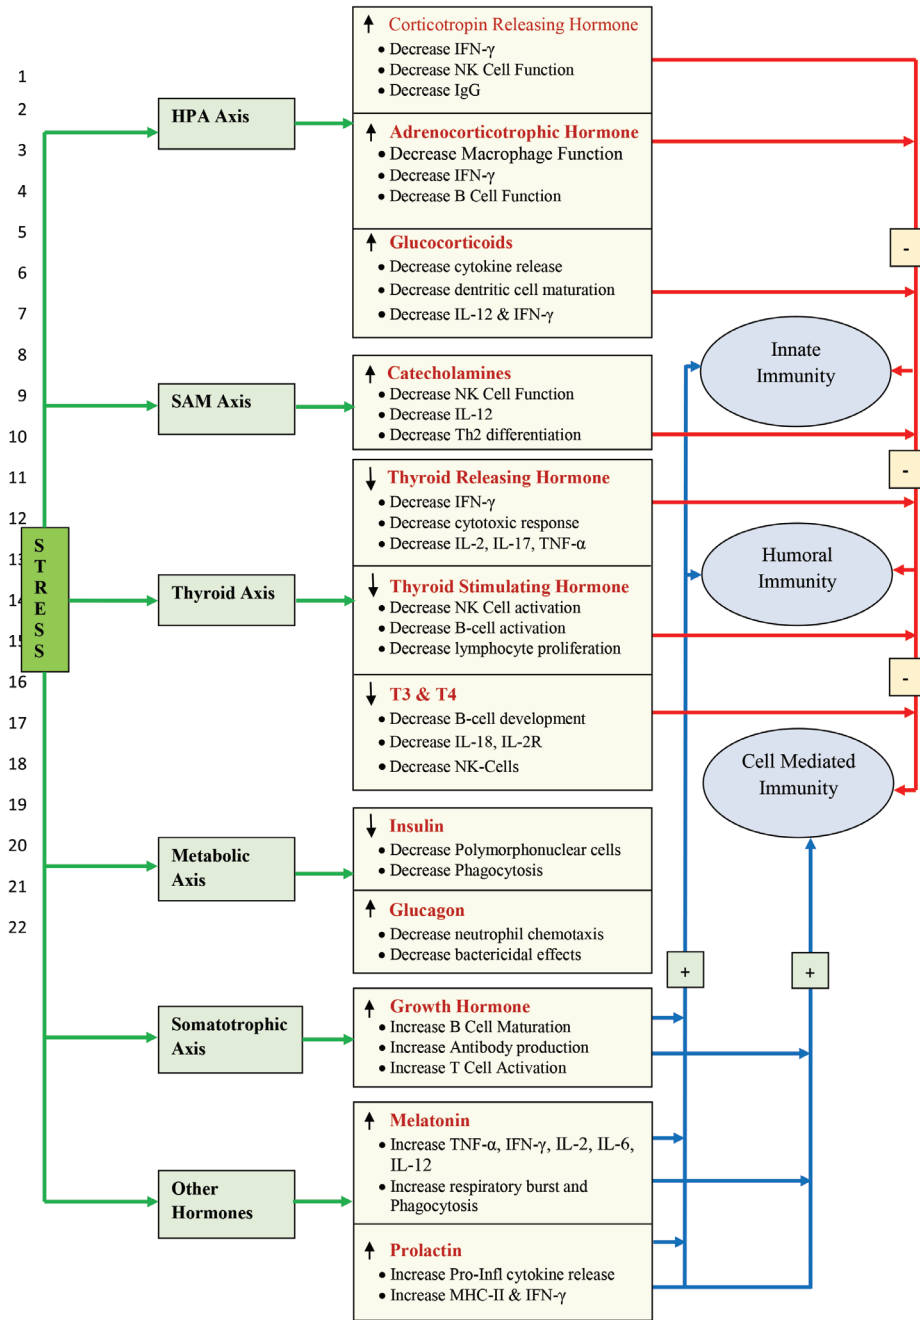 1
2
3
4
5
6
7
8
9
10
11
12
13
14
15
16
17
18
19
20
21
22
STRESS
HPA Axis
↑ Corticotropin Releasing Hormone
• Decrease IFN-γ
• Decrease NK Cell Function
• Decrease IgG
↑ Adrenocorticotrophic Hormone
• Decrease Macrophage Function
• Decrease IFN-γ
• Decrease B Cell Function
↑ Glucocorticoids
• Decrease cytokine release
• Decrease dentritic cell maturation
• Decrease IL-12 & IFN-γ
SAM Axis
↑ Catecholamines
• Decrease NK Cell Function
• Decrease IL-12
• Decrease Th2 differentiation
Thyroid Axis
↓ Thyroid Releasing Hormone
• Decrease IFN-γ
• Decrease cytotoxic response
• Decrease IL-2, IL-17, TNF-α
↓ Thyroid Stimulating Hormone
• Decrease NK Cell activation
• Decrease B-cell activation
• Decrease lymphocyte proliferation
↓ T3 & T4
• Decrease B-cell development
• Decrease IL-18, IL-2R
• Decrease NK-Cells
Metabolic
Axis
↓ Insulin
• Decrease Polymorphonuclear cells
• Decrease Phagocytosis
↑ Glucagon
• Decrease neutrophil chemotaxis
• Decrease bactericidal effects
Somatotrophic
Axis
↑ Growth Hormone
• Increase B Cell Maturation
• Increase Antibody production
• Increase T Cell Activation
Other
Hormones
↑ Melatonin
• Increase TNF-α, IFN-γ, IL-2, IL-6,
IL-12
• Increase respiratory burst and
Phagocytosis
↑ Prolactin
• Increase Pro-Infl cytokine release
• Increase MHC-II & IFN-γ
-
Innate
Immunity
-
Humoral
Immunity
-
Cell Mediated
Immunity
+
+